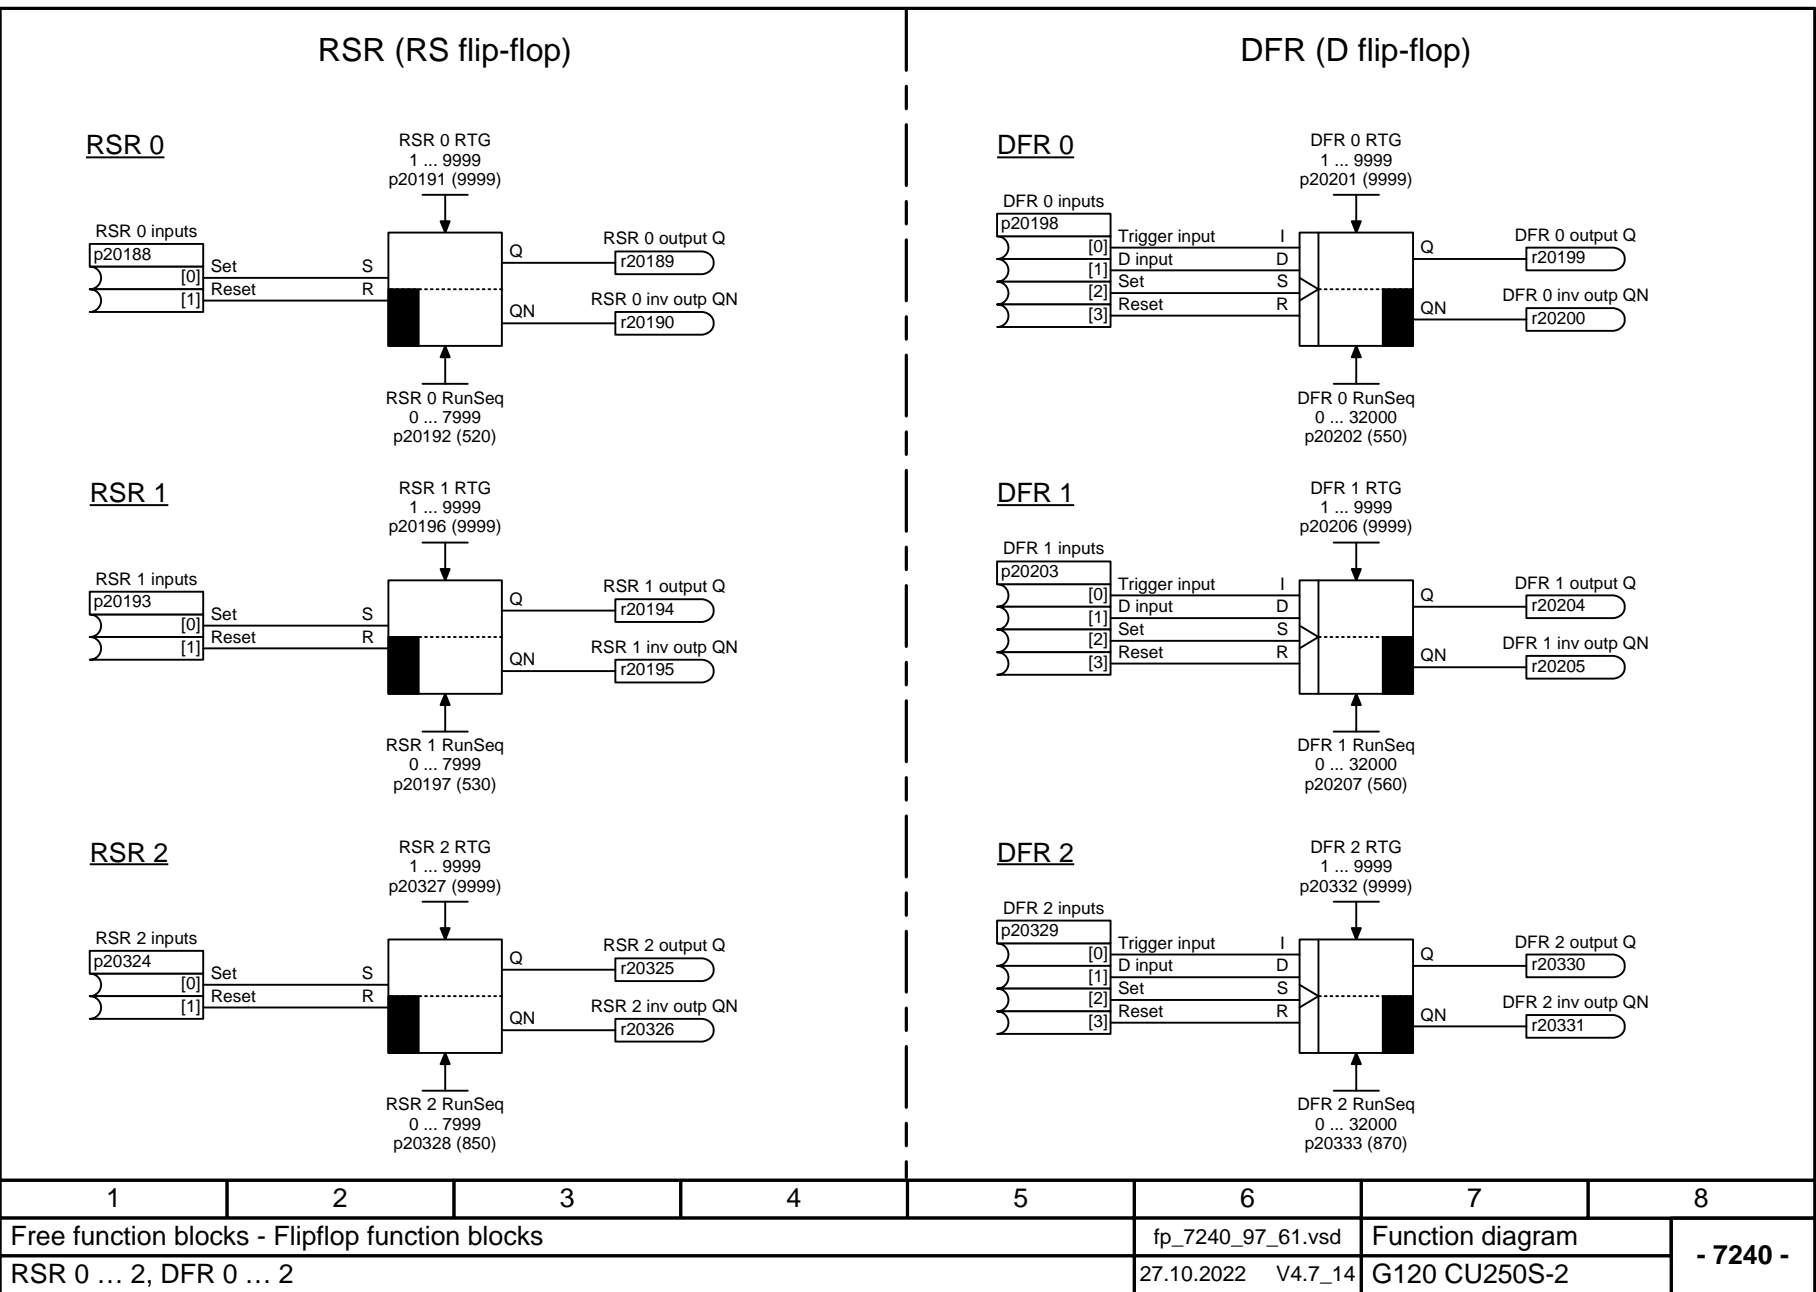 RSR (RS flip-flop)
DFR (D flip-flop)
RSR 0
RSR 0 RTG
1 ... 9999
p20191 (9999)
RSR 0 inputs
p20188
[0] Set S
[1] Reset R
Q
RSR 0 output Q
r20189
RSR 0 inv outp QN
QN
r20190
RSR 0 RunSeq
0 ... 7999
p20192 (520)
RSR 1
RSR 1 RTG
1 ... 9999
p20196 (9999)
RSR 1 inputs
p20193
[0] Set S
[1] Reset R
Q
RSR 1 output Q
r20194
RSR 1 inv outp QN
QN
r20195
RSR 1 RunSeq
0 ... 7999
p20197 (530)
RSR 2
RSR 2 RTG
1 ... 9999
p20327 (9999)
RSR 2 inputs
p20324
[0] Set S
[1] Reset R
Q
RSR 2 output Q
r20325
RSR 2 inv outp QN
QN
r20326
RSR 2 RunSeq
0 ... 7999
p20328 (850)
DFR 0
DFR 0 RTG
1 ... 9999
p20201 (9999)
DFR 0 inputs
p20198
[0] Trigger input I
[1] D input D
[2] Set S
[3] Reset R
Q
DFR 0 output Q
r20199
DFR 0 inv outp QN
QN
r20200
DFR 0 RunSeq
0 ... 32000
p20202 (550)
DFR 1
DFR 1 RTG
1 ... 9999
p20206 (9999)
DFR 1 inputs
p20203
[0] Trigger input I
[1] D input D
[2] Set S
[3] Reset R
Q
DFR 1 output Q
r20204
DFR 1 inv outp QN
QN
r20205
DFR 1 RunSeq
0 ... 32000
p20207 (560)
DFR 2
DFR 2 RTG
1 ... 9999
p20332 (9999)
DFR 2 inputs
p20329
[0] Trigger input I
[1] D input D
[2] Set S
[3] Reset R
Q
DFR 2 output Q
r20330
DFR 2 inv outp QN
QN
r20331
DFR 2 RunSeq
0 ... 32000
p20333 (870)
1 2 3 4 5 6 7 8
Free function blocks - Flipflop function blocks
fp_7240_97_61.vsd
Function diagram
- 7240 -
RSR 0 … 2, DFR 0 … 2
27.10.2022 V4.7_14
G120 CU250S-2